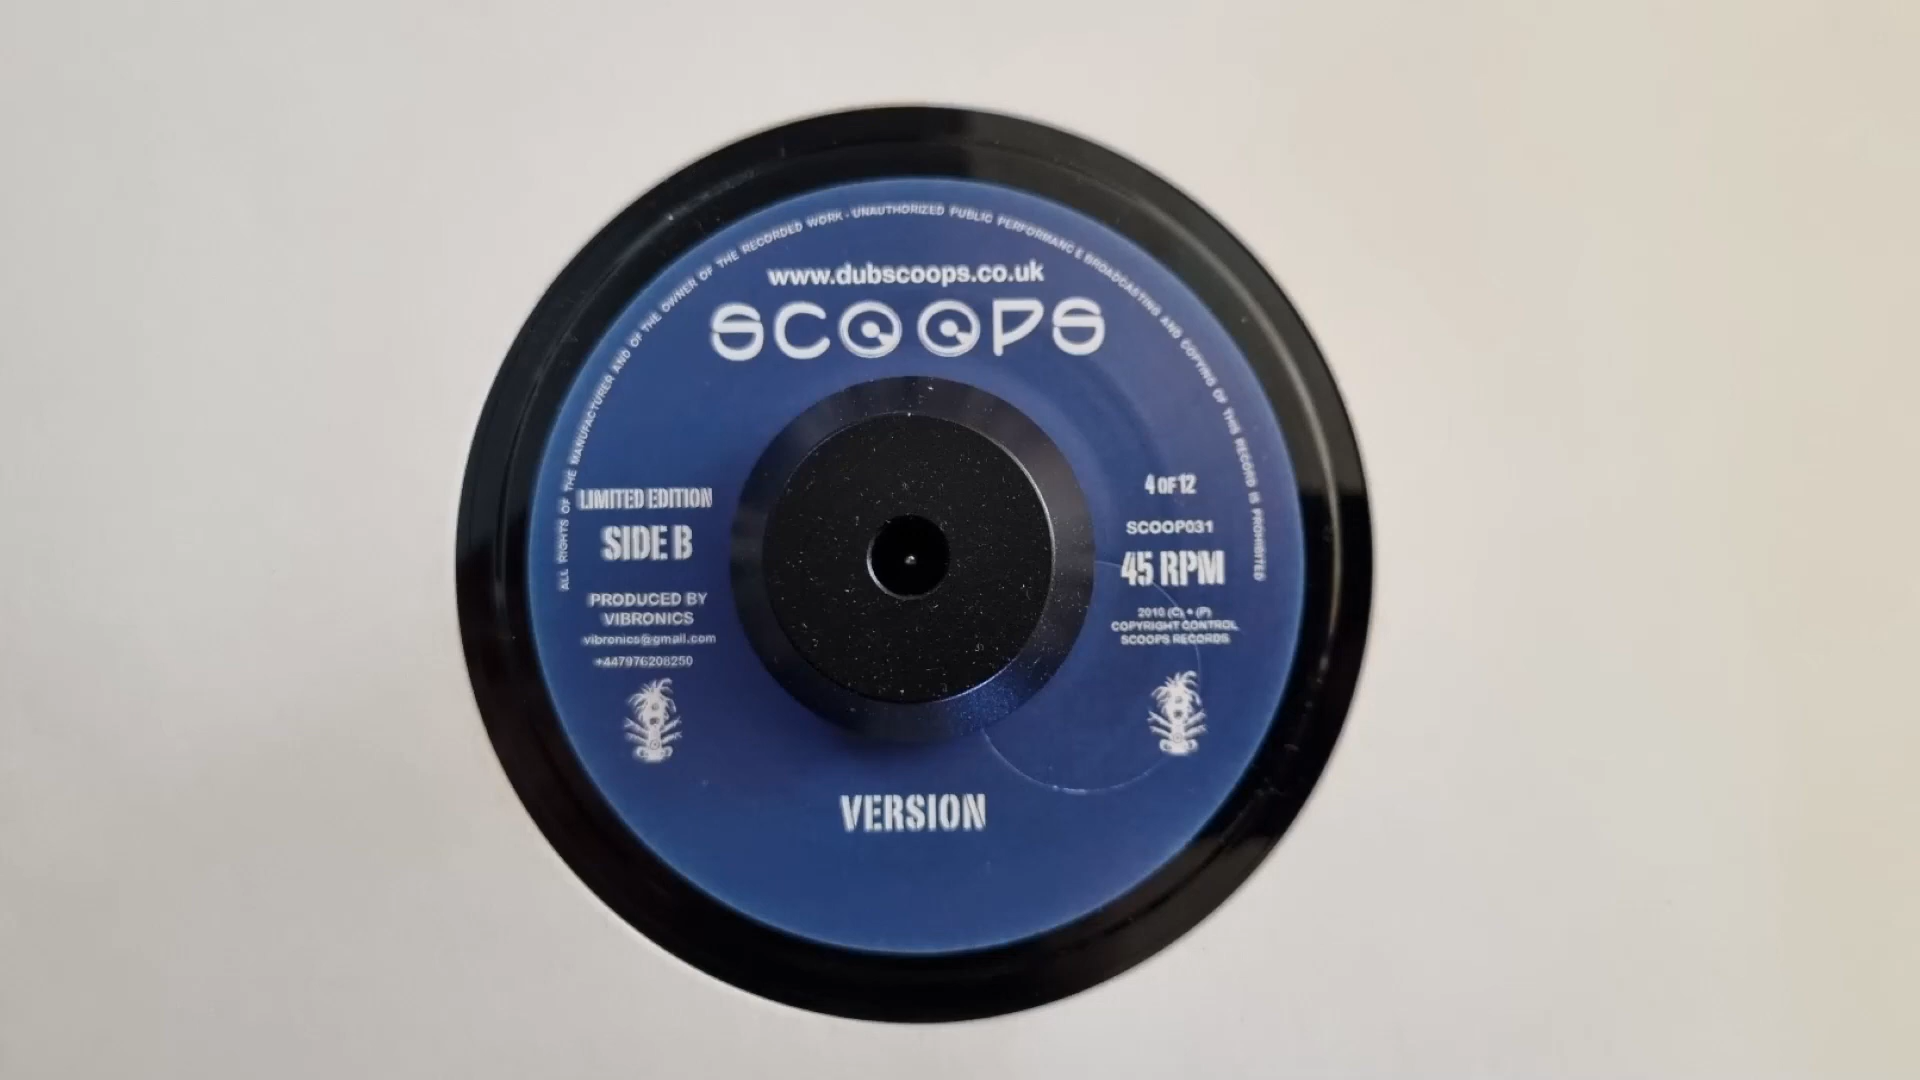 ALL RIGHTS OF THE MANUFACTURER AND OF THE OWNER OF THE RECORDED WORK - UNAUTHORIZED PUBLIC PERFORMANCE BROADCASTING AND COPYING OF THIS RECORD IS PROHIBITED
www.dubscoops.co.uk
SCOOPS
LIMITED EDITION
SIDE B
PRODUCED BY
VIBRONICS
vibronics@gmail.com
+447976208250
4 OF 12
SCOOP031
45 RPM
(C) + (P)
COPYRIGHT CONTROL
SCOOPS RECORDS
VERSION